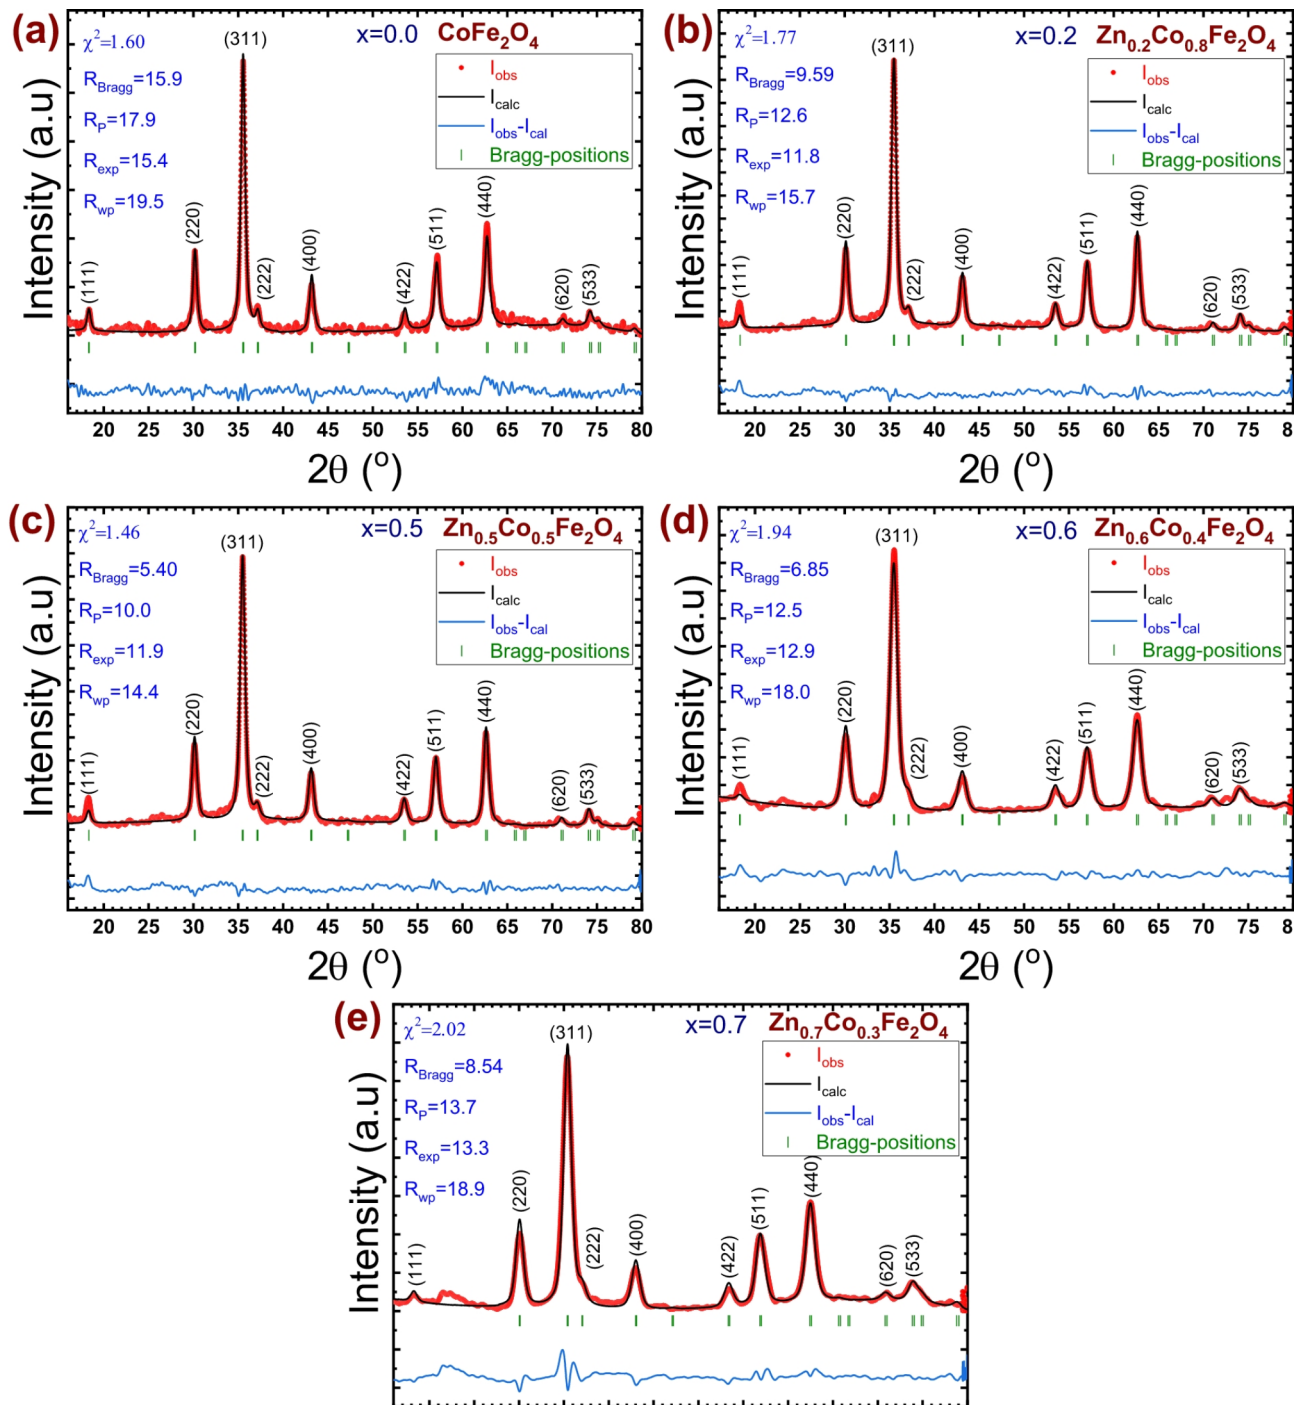 (a)
χ²=1.60
R_Bragg=15.9
R_P=17.9
R_exp=15.4
R_wp=19.5
x=0.0
CoFe₂O₄
I_obs
I_calc
I_obs-I_cal
Bragg-positions
(111)
(220)
(311)
(222)
(400)
(422)
(511)
(440)
(620)
(533)
Intensity (a.u)
20 25 30 35 40 45 50 55 60 65 70 75 80
2θ (°)
(b)
χ²=1.77
R_Bragg=9.59
R_P=12.6
R_exp=11.8
R_wp=15.7
x=0.2
Zn₀.₂Co₀.₈Fe₂O₄
I_obs
I_calc
I_obs-I_cal
Bragg-positions
(111)
(220)
(311)
(222)
(400)
(422)
(511)
(440)
(620)
(533)
Intensity (a.u)
20 25 30 35 40 45 50 55 60 65 70 75 80
2θ (°)
(c)
χ²=1.46
R_Bragg=5.40
R_P=10.0
R_exp=11.9
R_wp=14.4
x=0.5
Zn₀.₅Co₀.₅Fe₂O₄
I_obs
I_calc
I_obs-I_cal
Bragg-positions
(111)
(220)
(311)
(222)
(400)
(422)
(511)
(440)
(620)
(533)
Intensity (a.u)
20 25 30 35 40 45 50 55 60 65 70 75 80
2θ (°)
(d)
χ²=1.94
R_Bragg=6.85
R_P=12.5
R_exp=12.9
R_wp=18.0
x=0.6
Zn₀.₆Co₀.₄Fe₂O₄
I_obs
I_calc
I_obs-I_cal
Bragg-positions
(111)
(220)
(311)
(222)
(400)
(422)
(511)
(440)
(620)
(533)
Intensity (a.u)
20 25 30 35 40 45 50 55 60 65 70 75 80
2θ (°)
(e)
χ²=2.02
R_Bragg=8.54
R_P=13.7
R_exp=13.3
R_wp=18.9
x=0.7
Zn₀.₇Co₀.₃Fe₂O₄
I_obs
I_calc
I_obs-I_cal
Bragg-positions
(111)
(220)
(311)
(222)
(400)
(422)
(511)
(440)
(620)
(533)
Intensity (a.u)